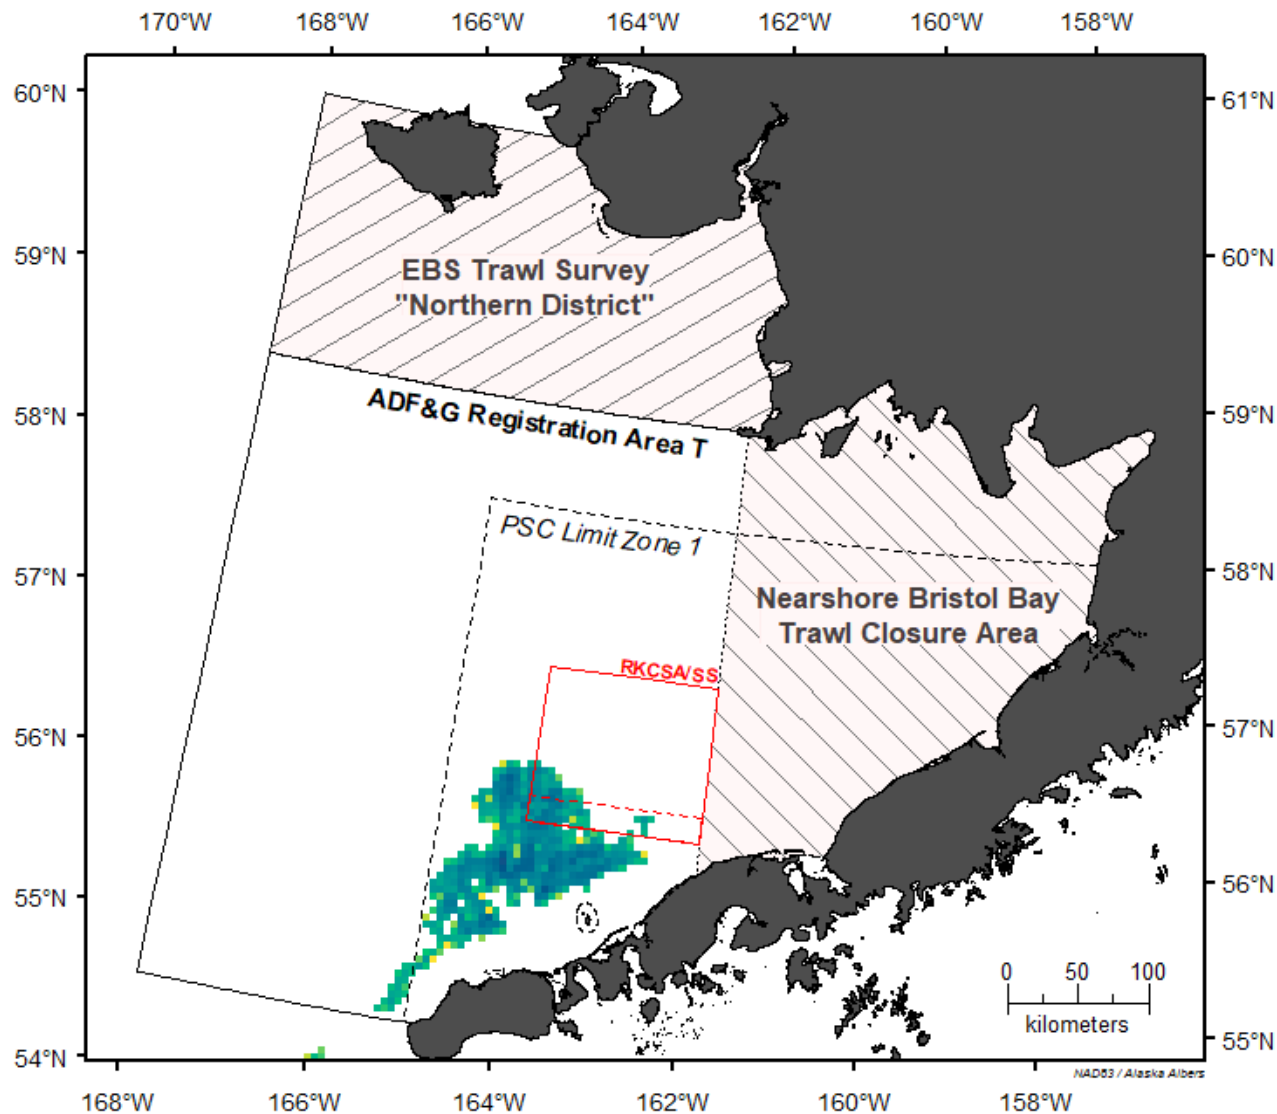 170°W 168°W 166°W 164°W 162°W 160°W 158°W
60°N
61°N
59°N
60°N
EBS Trawl Survey
"Northern District"
58°N
59°N
ADF&G Registration Area T
PSC Limit Zone 1
57°N
58°N
Nearshore Bristol Bay
Trawl Closure Area
RKCSA/SS
56°N
57°N
55°N
56°N
0 50 100
kilometers
54°N
55°N
NAD83 / Alaska Albers
168°W 166°W 164°W 162°W 160°W 158°W